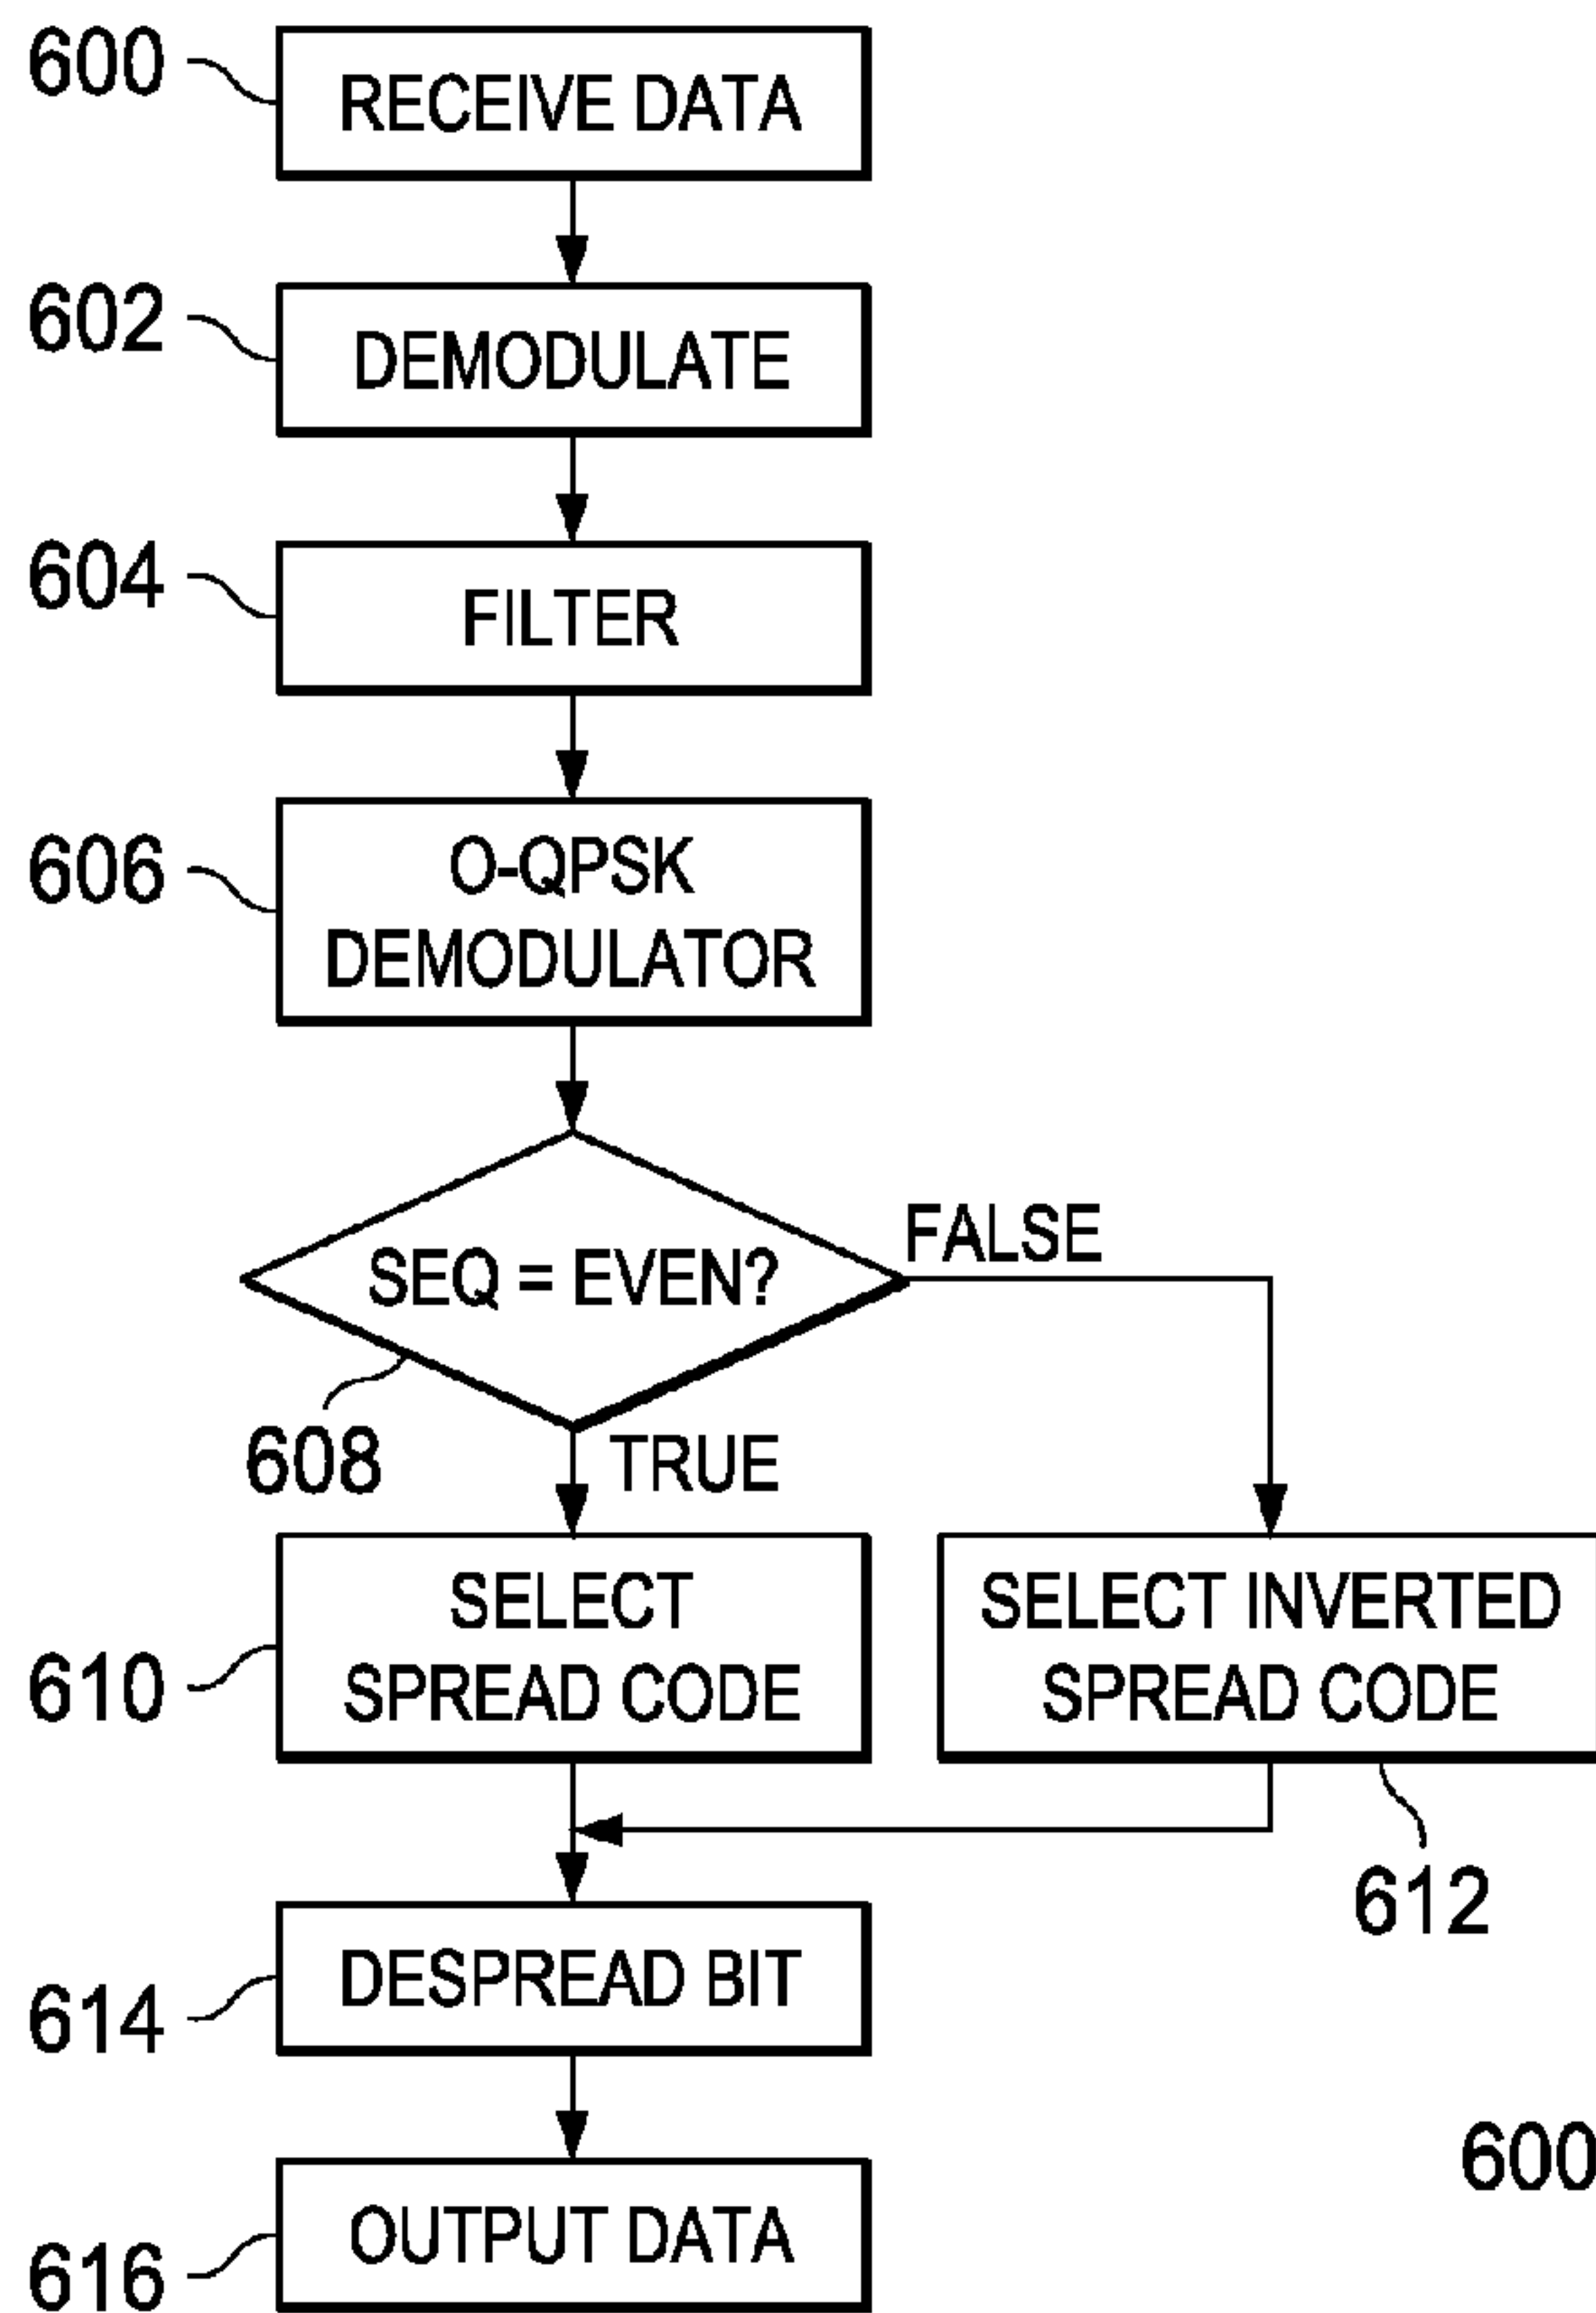 600
RECEIVE DATA
602
DEMODULATE
604
FILTER
606
O-QPSK
DEMODULATOR
SEQ = EVEN?
FALSE
608
TRUE
610
SELECT
SPREAD CODE
SELECT INVERTED
SPREAD CODE
612
614
DESPREAD BIT
600
616
OUTPUT DATA